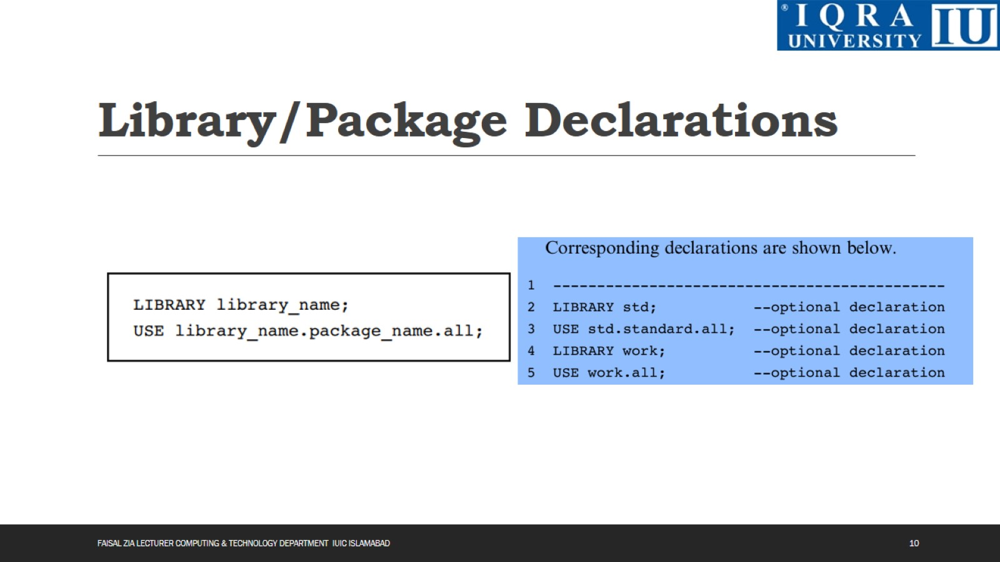 ® IQRA
UNIVERSITY IU
Library/Package Declarations
LIBRARY library_name;
USE library_name.package_name.all;
Corresponding declarations are shown below.
1 ---------------------------------------------
2 LIBRARY std; --optional declaration
3 USE std.standard.all; --optional declaration
4 LIBRARY work; --optional declaration
5 USE work.all; --optional declaration
FAISAL ZIA LECTURER COMPUTING & TECHNOLOGY DEPARTMENT IUIC ISLAMABAD 10